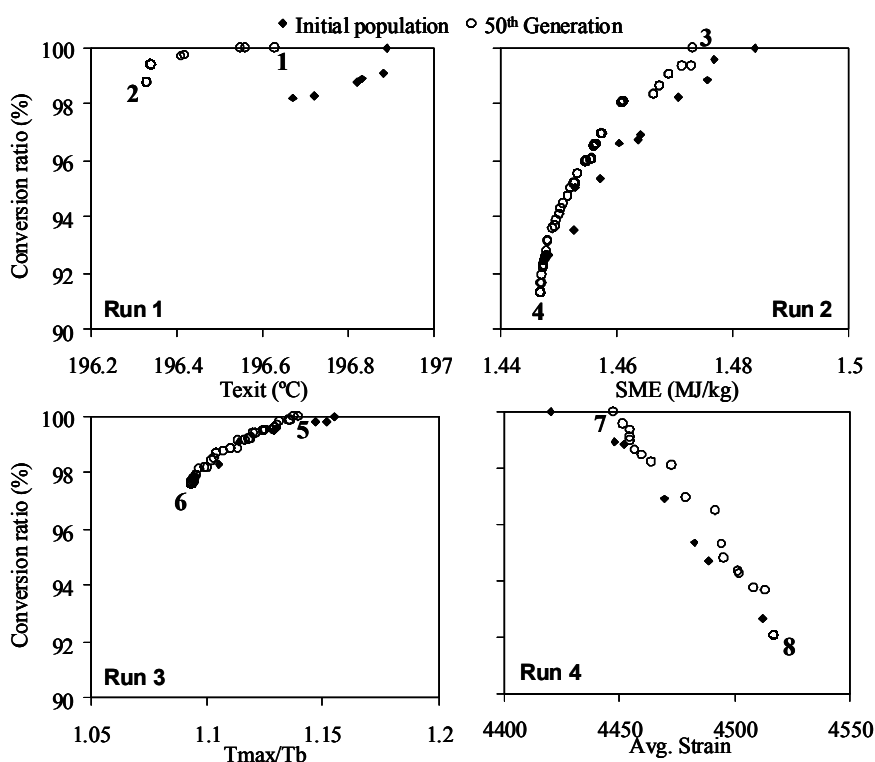 Initial population 50th Generation
Conversion ratio (%)
100
98
96
94
92
90
1
2
Run 1
196.2 196.4 196.6 196.8 197
Texit (ºC)
3
4
Run 2
1.44 1.46 1.48 1.5
SME (MJ/kg)
Conversion ratio (%)
100
98
96
94
92
90
5
6
Run 3
1.05 1.1 1.15 1.2
Tmax/Tb
7
8
Run 4
4400 4450 4500 4550
Avg. Strain